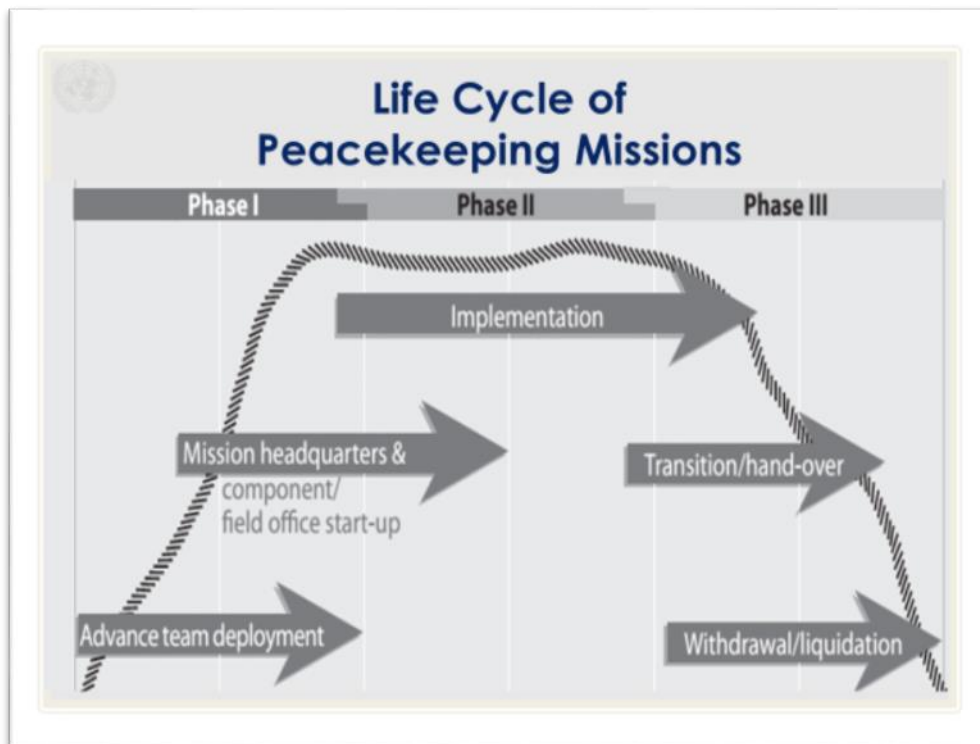 Life Cycle of
Peacekeeping Missions
Phase I
Phase II
Phase III
Implementation
Mission headquarters &
component/
field office start-up
Transition/hand-over
Advance team deployment
Withdrawal/liquidation